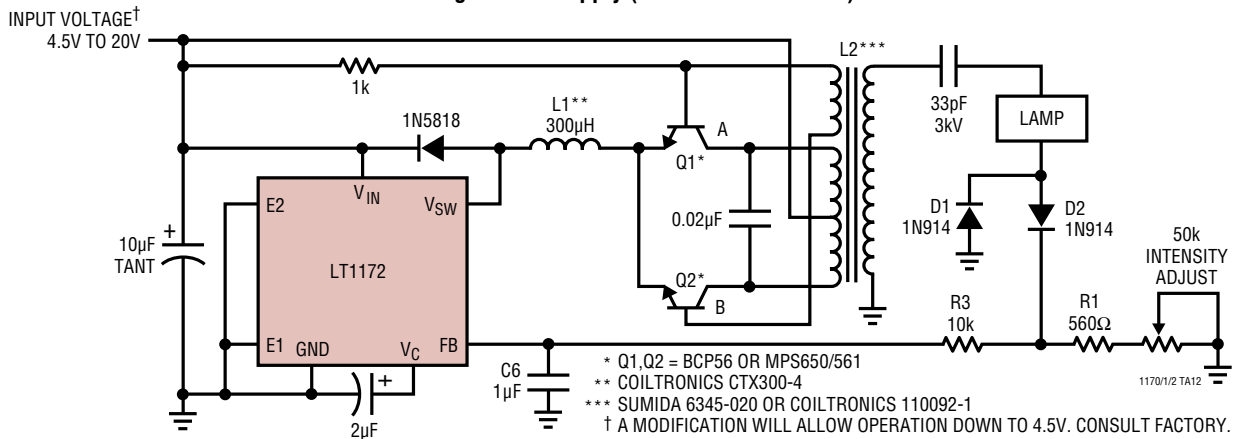 INPUT VOLTAGE†
4.5V TO 20V
1k
1N5818
L1**
300µH
Q1*
A
L2***
33pF
3kV
LAMP
D1
1N914
D2
1N914
50k
INTENSITY
ADJUST
0.02µF
Q2*
B
10µF
TANT
+
E2
VIN
VSW
LT1172
E1
GND
VC
FB
2µF
+
C6
1µF
R3
10k
R1
560Ω
1170/1/2 TA12
* Q1,Q2 = BCP56 OR MPS650/561
** COILTRONICS CTX300-4
*** SUMIDA 6345-020 OR COILTRONICS 110092-1
† A MODIFICATION WILL ALLOW OPERATION DOWN TO 4.5V. CONSULT FACTORY.